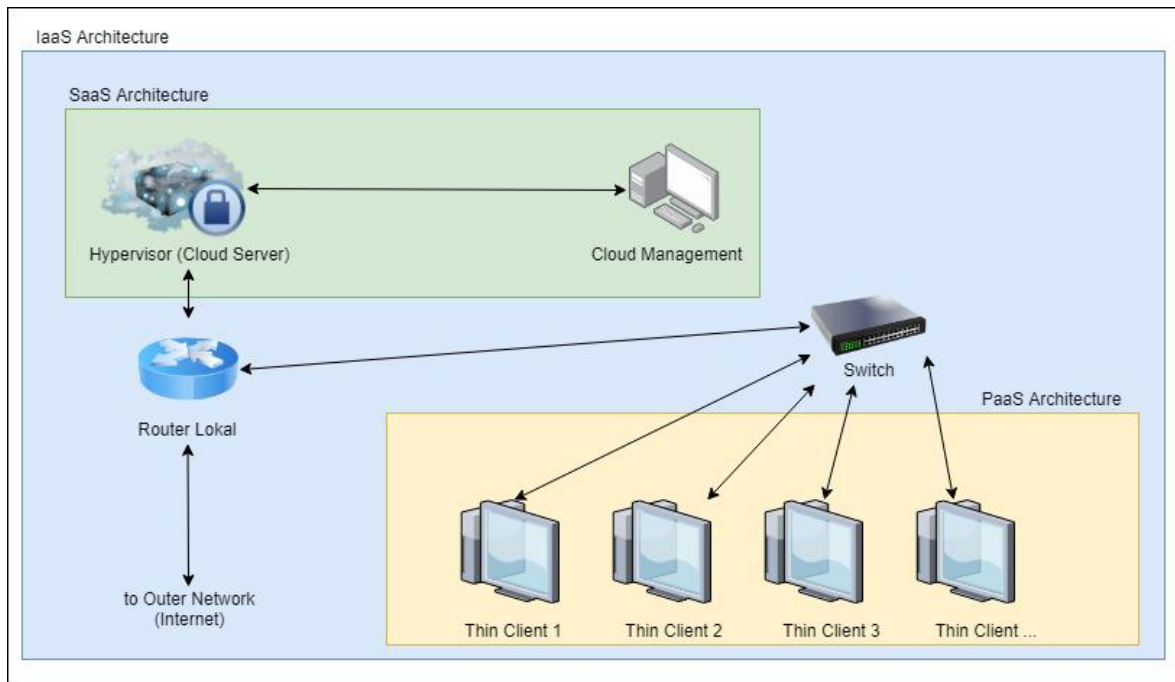 IaaS Architecture
SaaS Architecture
Hypervisor (Cloud Server)
Cloud Management
Switch
Router Lokal
PaaS Architecture
to Outer Network
(Internet)
Thin Client 1
Thin Client 2
Thin Client 3
Thin Client ...